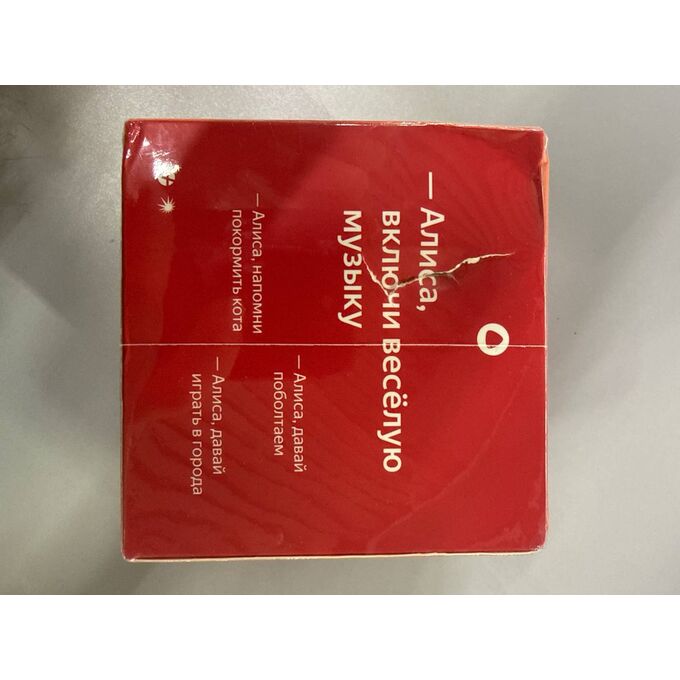 — Алиса,
включи весёлую
музыку
— Алиса, давай
поболтаем
— Алиса, напомни
покормить кота
— Алиса, давай
играть в города